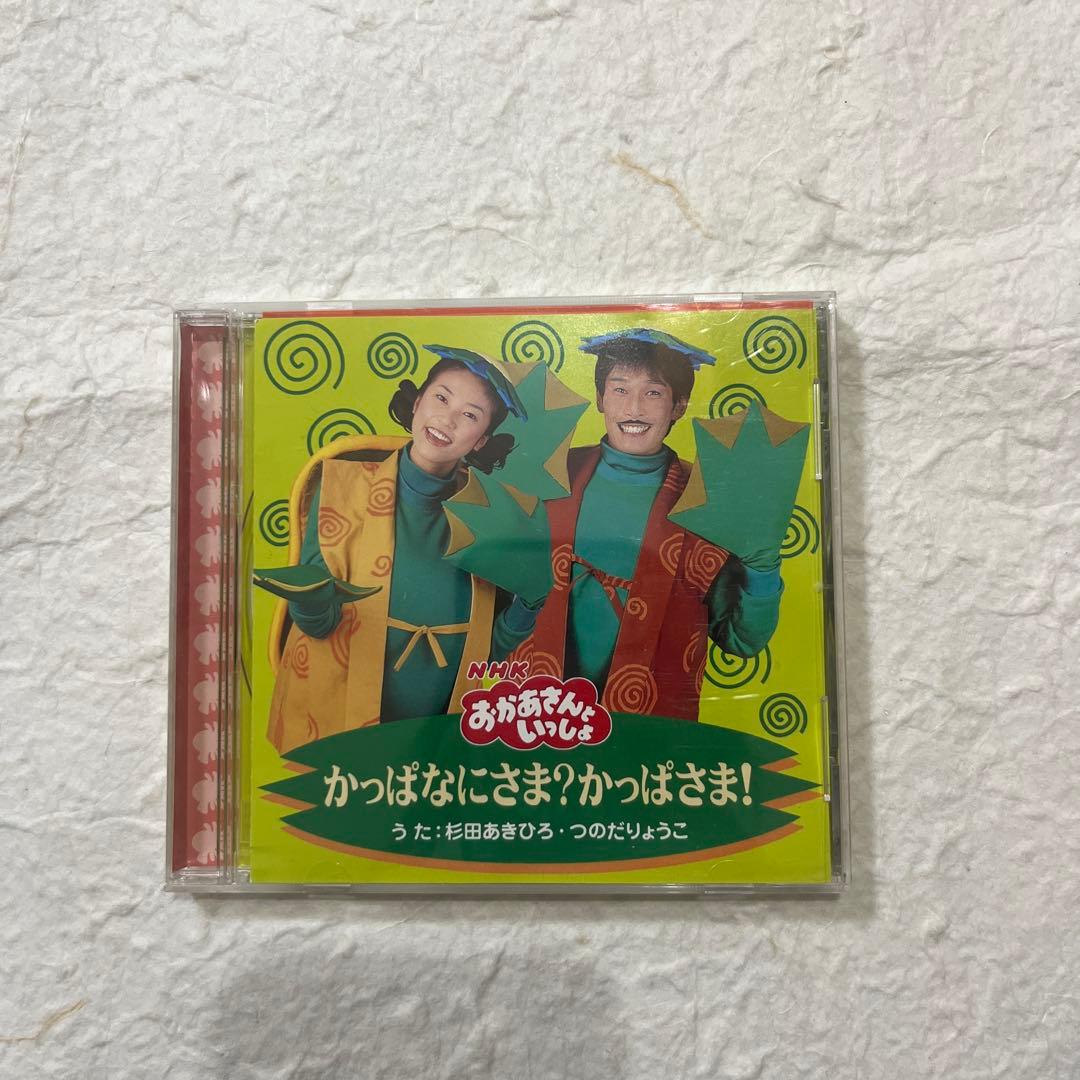 NHK
おかあさんと
いっしょ
かっぱなにさま?かっぱさま!
うた:杉田あきひろ・つのだりょうこ